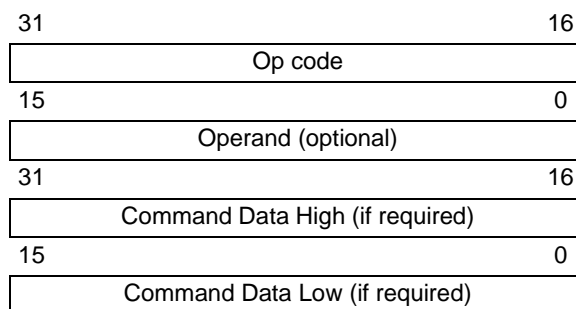 31 16
Op code
15 0
Operand (optional)
31 16
Command Data High (if required)
15 0
Command Data Low (if required)